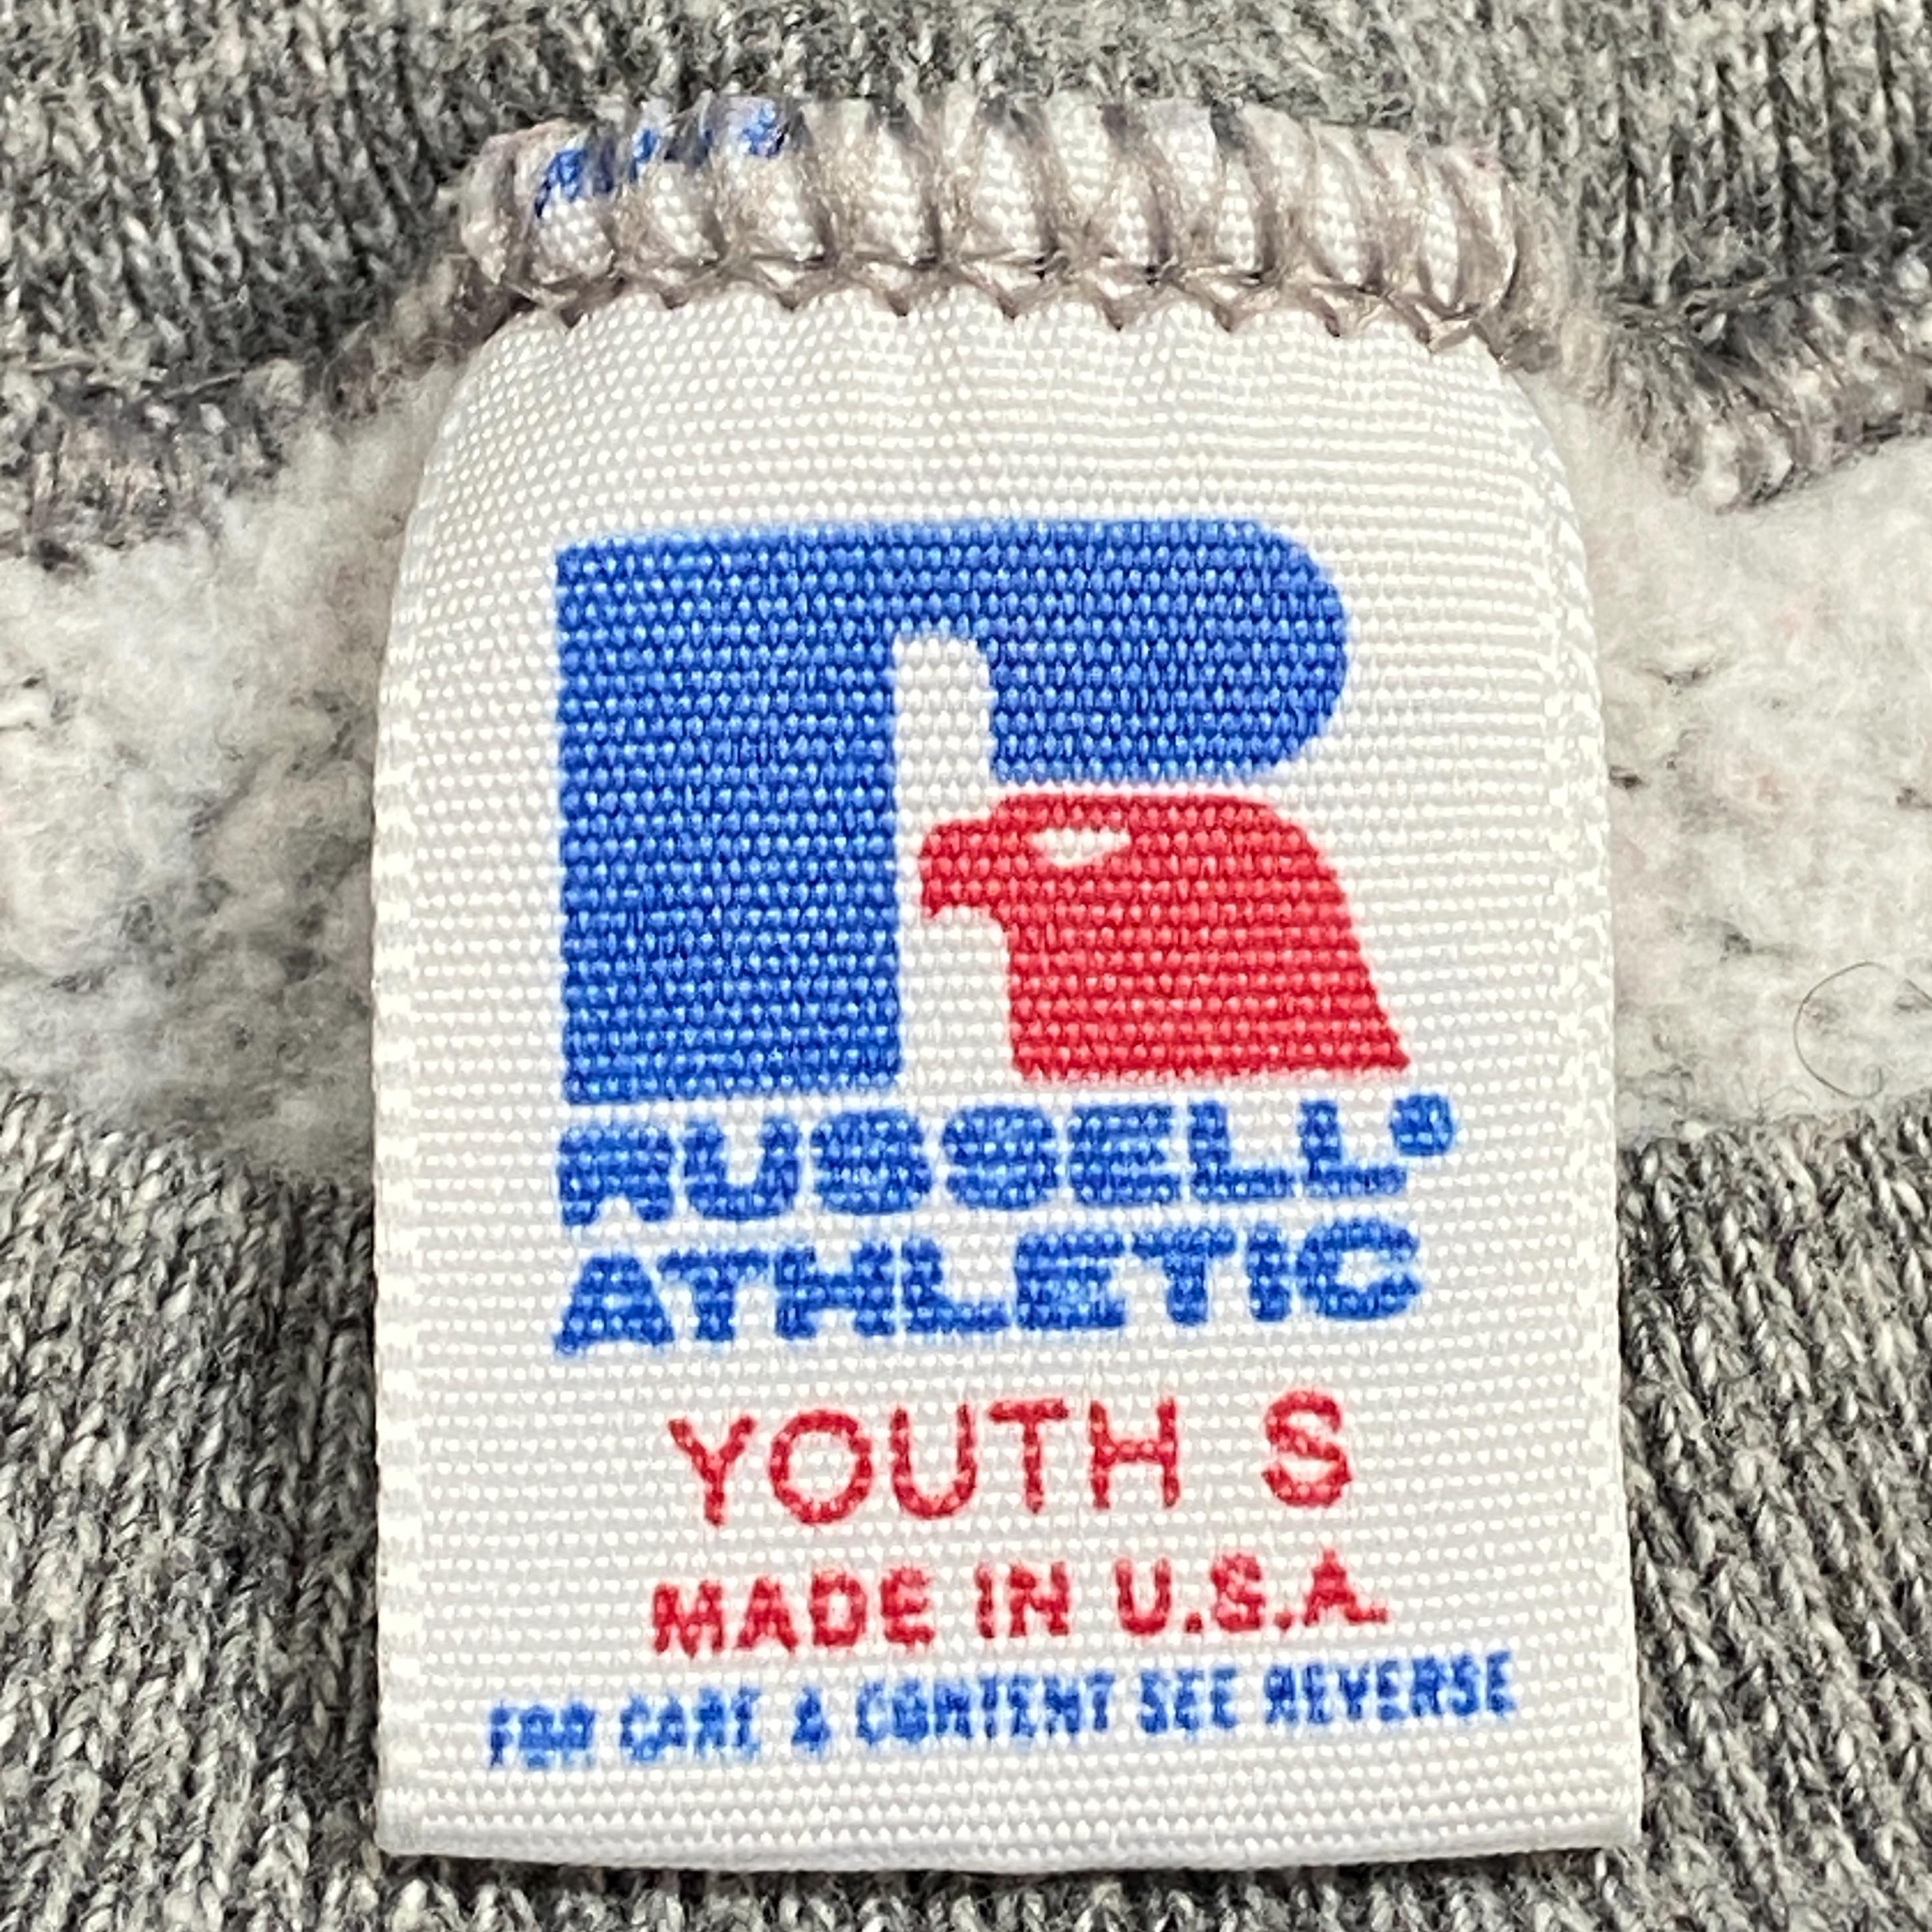 RUSSELL®
ATHLETIC
YOUTH S
MADE IN U.S.A.
FOR CARE & CONTENT SEE REVERSE